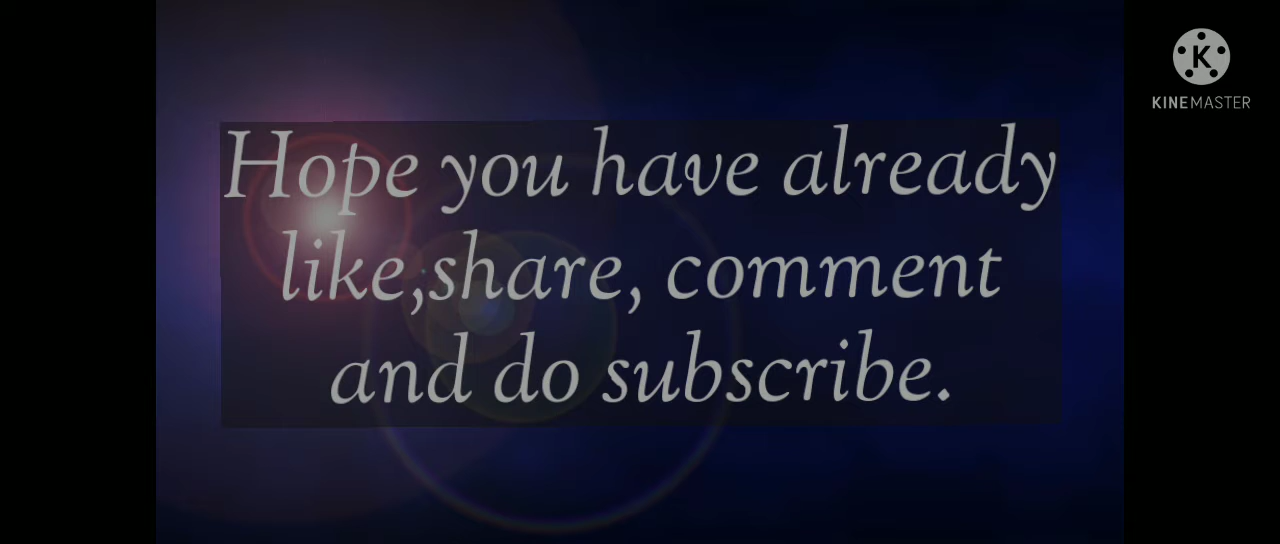 Hope you have already
like,share, comment
and do subscribe.
K
KINEMASTER